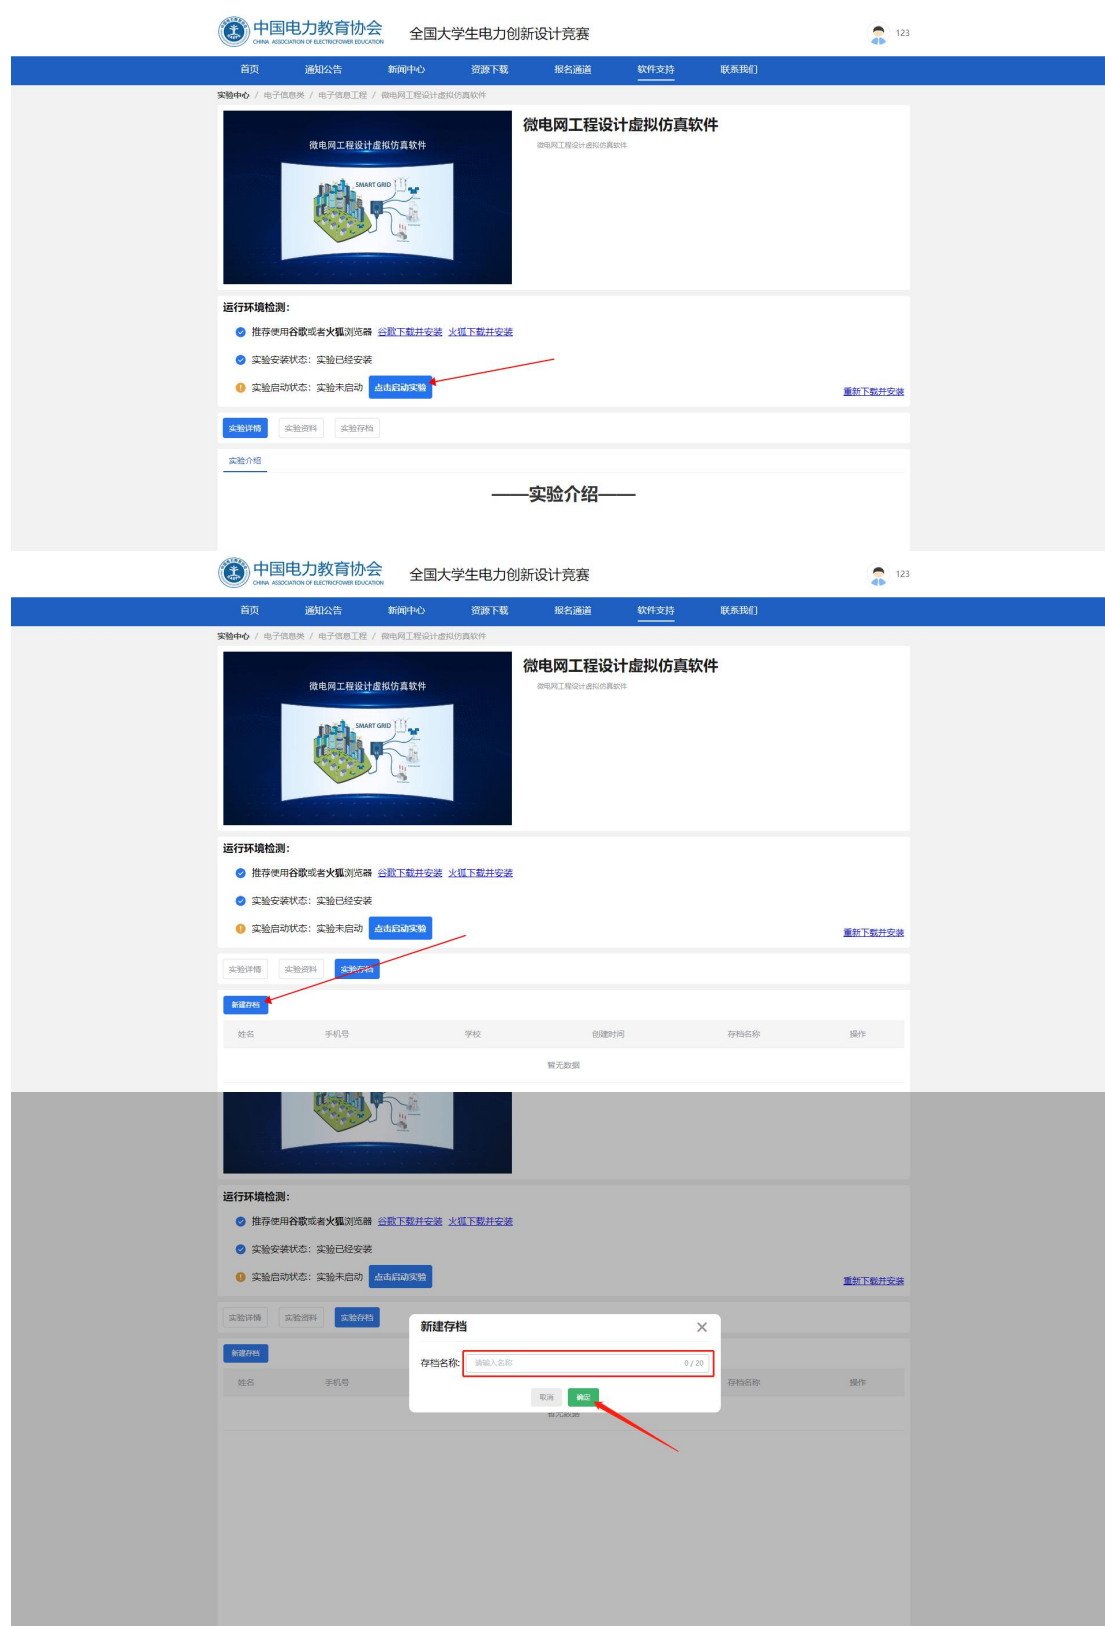 中国电力教育协会
CHINA ASSOCIATION OF ELECTRICPOWER EDUCATION
全国大学生电力创新设计竞赛
123
首页 通知公告 新闻中心 资源下载 报名通道 软件支持 联系我们
实验中心 / 电子信息类 / 电子信息工程 / 微电网工程设计虚拟仿真软件
微电网工程设计虚拟仿真软件
SMART GRID
微电网工程设计虚拟仿真软件
微电网工程设计虚拟仿真软件
运行环境检测：
推荐使用谷歌或者火狐浏览器 谷歌下载并安装 火狐下载并安装
实验安装状态：实验已经安装
实验启动状态：实验未启动 点击启动实验
重新下载并安装
实验详情 实验资料 实验存档
实验介绍
——实验介绍——
中国电力教育协会
CHINA ASSOCIATION OF ELECTRICPOWER EDUCATION
全国大学生电力创新设计竞赛
123
首页 通知公告 新闻中心 资源下载 报名通道 软件支持 联系我们
实验中心 / 电子信息类 / 电子信息工程 / 微电网工程设计虚拟仿真软件
微电网工程设计虚拟仿真软件
SMART GRID
微电网工程设计虚拟仿真软件
微电网工程设计虚拟仿真软件
运行环境检测：
推荐使用谷歌或者火狐浏览器 谷歌下载并安装 火狐下载并安装
实验安装状态：实验已经安装
实验启动状态：实验未启动 点击启动实验
重新下载并安装
实验详情 实验资料 实验存档
新建存档
姓名 手机号 学校 创建时间 存档名称 操作
暂无数据
运行环境检测：
推荐使用谷歌或者火狐浏览器 谷歌下载并安装 火狐下载并安装
实验安装状态：实验已经安装
实验启动状态：实验未启动 点击启动实验
重新下载并安装
实验详情 实验资料 实验存档
新建存档
姓名 手机号 存档名称 操作
新建存档
存档名称: 请输入名称 0 / 20
取消 确定
暂无数据